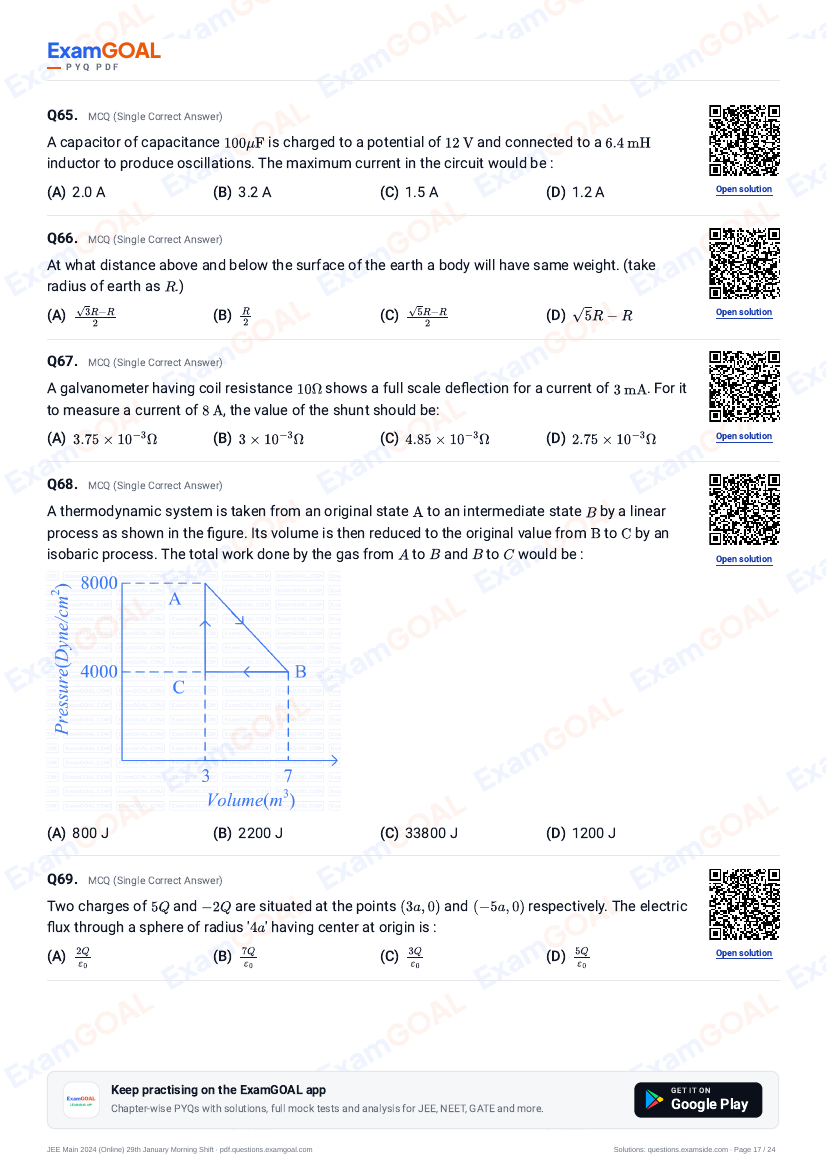 ExamGOAL
PYQ PDF
Q65. MCQ (Single Correct Answer)
A capacitor of capacitance 100μF is charged to a potential of 12 V and connected to a 6.4 mH
inductor to produce oscillations. The maximum current in the circuit would be :
(A) 2.0 A (B) 3.2 A (C) 1.5 A (D) 1.2 A
Open solution
Q66. MCQ (Single Correct Answer)
At what distance above and below the surface of the earth a body will have same weight. (take
radius of earth as R.)
(A) (√3R−R)/2 (B) R/2 (C) (√5R−R)/2 (D) √5R − R
Open solution
Q67. MCQ (Single Correct Answer)
A galvanometer having coil resistance 10Ω shows a full scale deflection for a current of 3 mA. For it
to measure a current of 8 A, the value of the shunt should be:
(A) 3.75 × 10⁻³Ω (B) 3 × 10⁻³Ω (C) 4.85 × 10⁻³Ω (D) 2.75 × 10⁻³Ω
Open solution
Q68. MCQ (Single Correct Answer)
A thermodynamic system is taken from an original state A to an intermediate state B by a linear
process as shown in the figure. Its volume is then reduced to the original value from B to C by an
isobaric process. The total work done by the gas from A to B and B to C would be :
Open solution
Pressure(Dyne/cm²)
8000
A
4000
B
C
3 7
Volume(m³)
(A) 800 J (B) 2200 J (C) 33800 J (D) 1200 J
Q69. MCQ (Single Correct Answer)
Two charges of 5Q and −2Q are situated at the points (3a, 0) and (−5a, 0) respectively. The electric
flux through a sphere of radius '4a' having center at origin is :
(A) 2Q/ε₀ (B) 7Q/ε₀ (C) 3Q/ε₀ (D) 5Q/ε₀
Open solution
ExamGOAL
Keep practising on the ExamGOAL app
Chapter-wise PYQs with solutions, full mock tests and analysis for JEE, NEET, GATE and more.
GET IT ON
Google Play
JEE Main 2024 (Online) 29th January Morning Shift · pdf.questions.examgoal.com
Solutions: questions.examside.com · Page 17 / 24